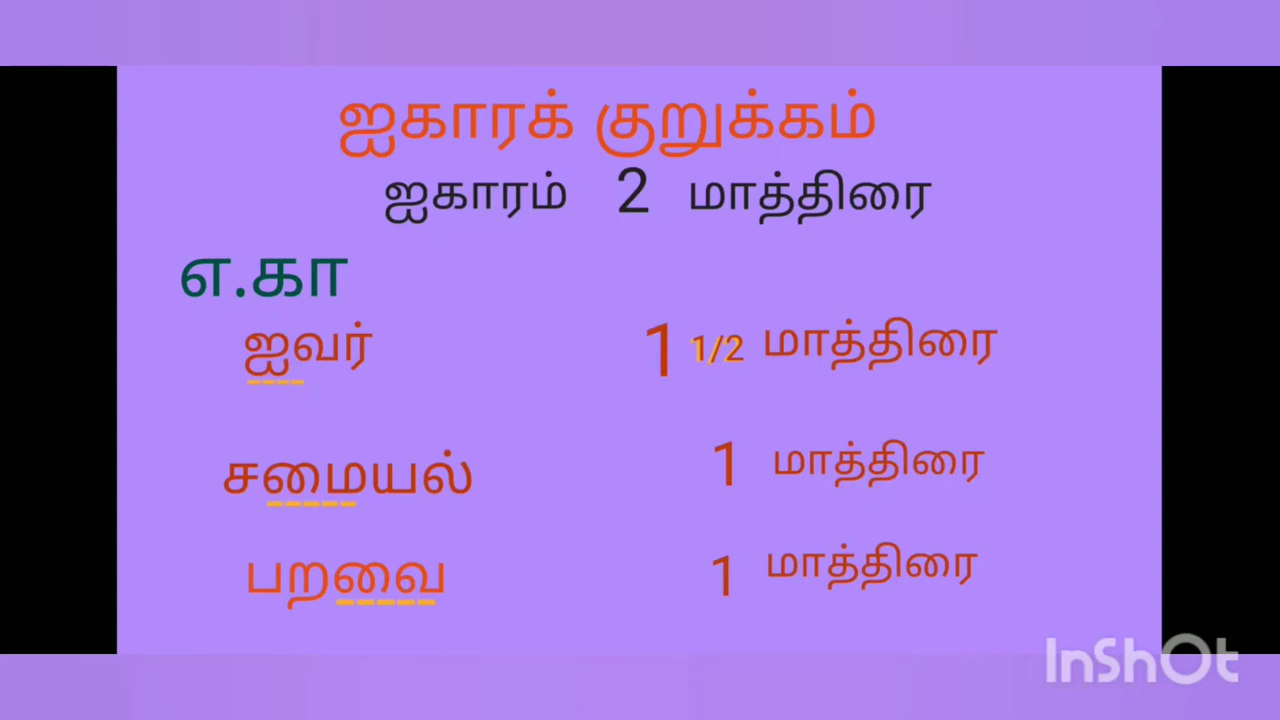 ஐகாரக் குறுக்கம்
ஐகாரம் 2 மாத்திரை
எ.கா
ஐவர் 1 1/2 மாத்திரை
சமையல் 1 மாத்திரை
பறவை 1 மாத்திரை
InShOt